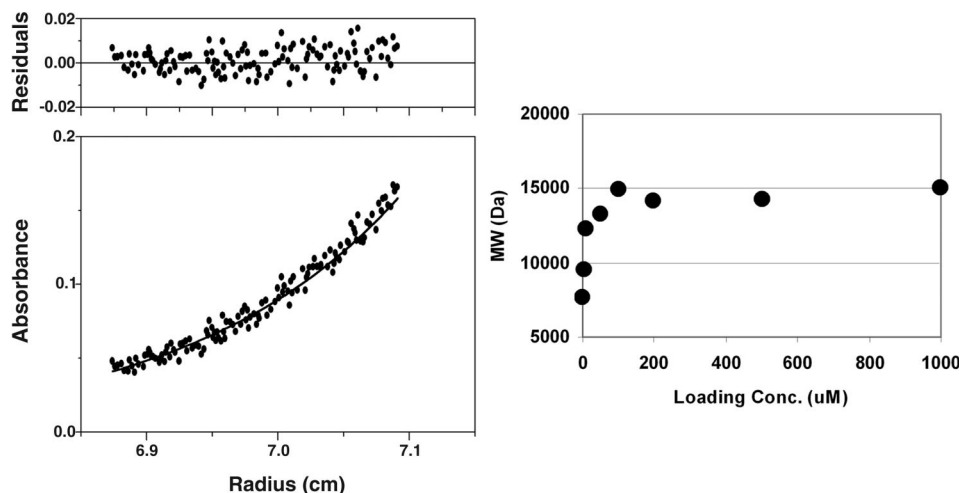 Residuals
0.02
0.00
-0.02
Absorbance
0.2
0.1
0.0
6.9 7.0 7.1
Radius (cm)
MW (Da)
20000
15000
10000
5000
0 200 400 600 800 1000
Loading Conc. (uM)